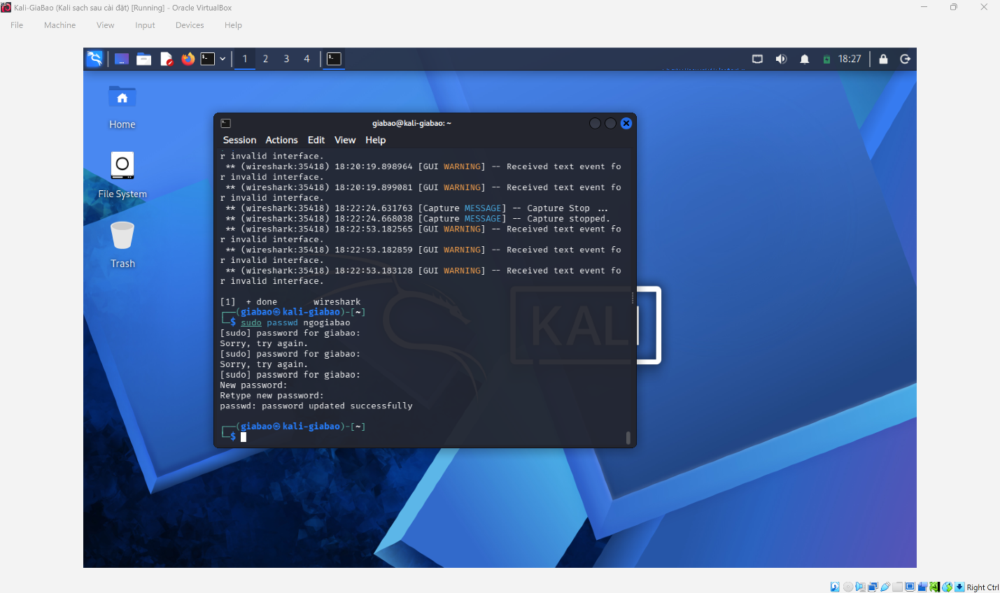 Kali-GiaBao (Kali sạch sau cài đặt) [Running] - Oracle VirtualBox
File Machine View Input Devices Help
1 2 3 4 18:27
Home
File System
Trash
giabao@kali-giabao: ~
Session Actions Edit View Help
r invalid interface.
** (wireshark:35418) 18:20:19.898964 [GUI WARNING] -- Received text event fo
r invalid interface.
** (wireshark:35418) 18:20:19.899081 [GUI WARNING] -- Received text event fo
r invalid interface.
** (wireshark:35418) 18:22:24.631763 [Capture MESSAGE] -- Capture Stop ...
** (wireshark:35418) 18:22:24.668038 [Capture MESSAGE] -- Capture stopped.
** (wireshark:35418) 18:22:53.182565 [GUI WARNING] -- Received text event fo
r invalid interface.
** (wireshark:35418) 18:22:53.182859 [GUI WARNING] -- Received text event fo
r invalid interface.
** (wireshark:35418) 18:22:53.183128 [GUI WARNING] -- Received text event fo
r invalid interface.
[1] + done wireshark
┌──(giabao㉿kali-giabao)-[~]
└─$ sudo passwd ngogiabao
[sudo] password for giabao:
Sorry, try again.
[sudo] password for giabao:
Sorry, try again.
[sudo] password for giabao:
New password:
Retype new password:
passwd: password updated successfully
┌──(giabao㉿kali-giabao)-[~]
└─$
KALI
Right Ctrl